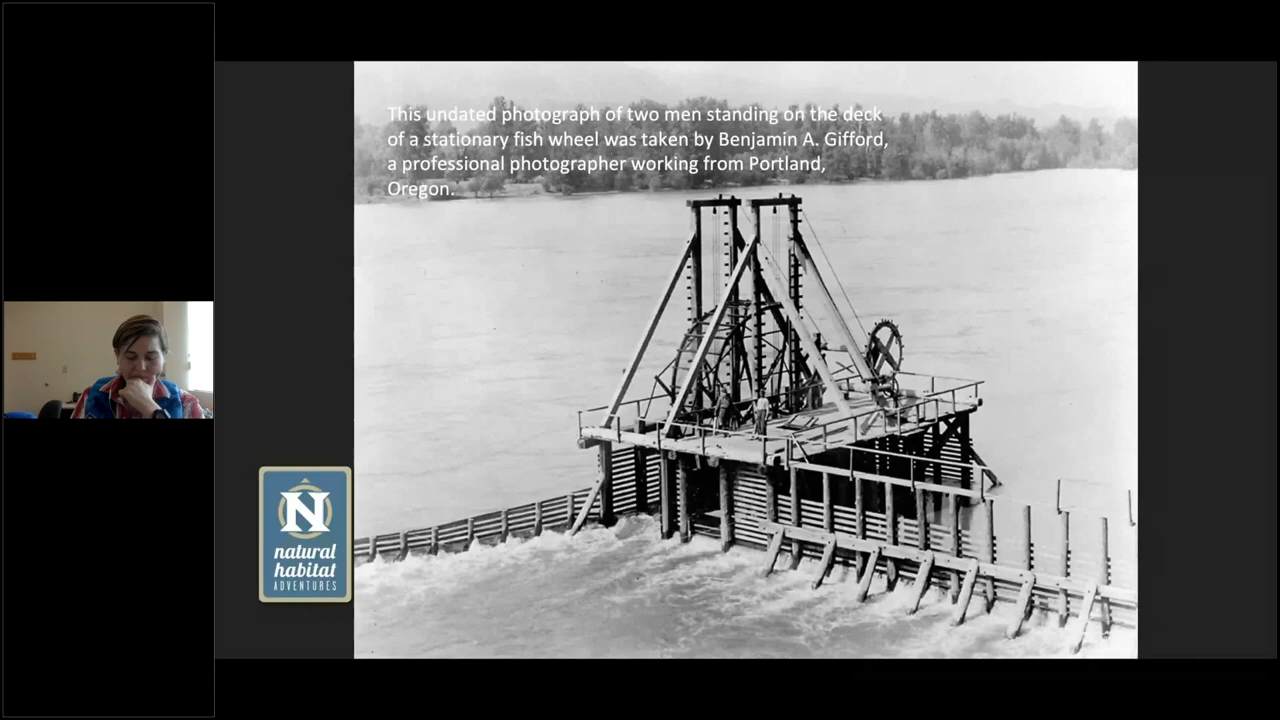 This undated photograph of two men standing on the deck
of a stationary fish wheel was taken by Benjamin A. Gifford,
a professional photographer working from Portland,
Oregon.
N
natural
habitat
ADVENTURES